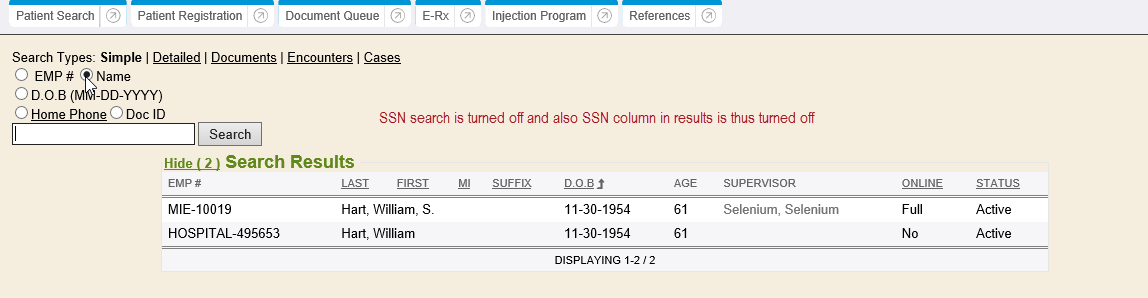 Patient Search Patient Registration Document Queue E-Rx Injection Program References
Search Types: Simple | Detailed | Documents | Encounters | Cases
EMP # Name
D.O.B (MM-DD-YYYY)
Home Phone Doc ID
SSN search is turned off and also SSN column in results is thus turned off
Search
Hide ( 2 ) Search Results
EMP # LAST FIRST MI SUFFIX D.O.B AGE SUPERVISOR ONLINE STATUS
MIE-10019 Hart, William, S. 11-30-1954 61 Selenium, Selenium Full Active
HOSPITAL-495653 Hart, William 11-30-1954 61 No Active
DISPLAYING 1-2 / 2